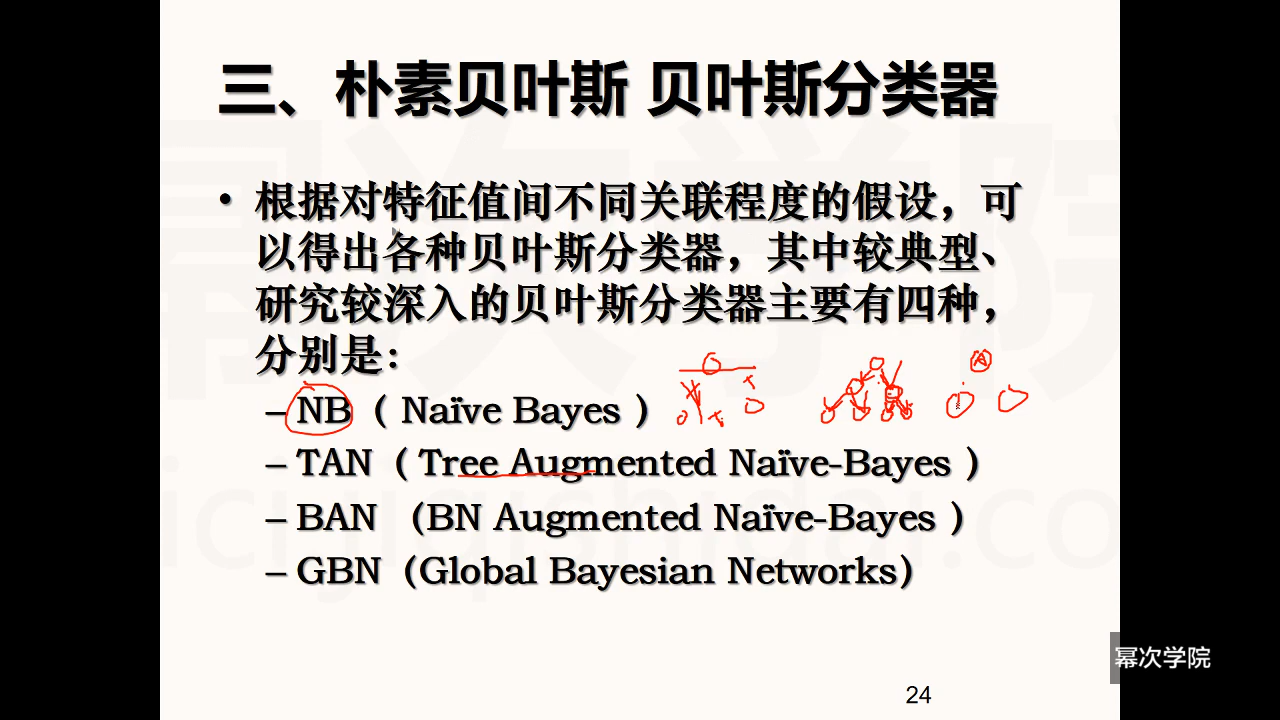 三、朴素贝叶斯 贝叶斯分类器
• 根据对特征值间不同关联程度的假设，可
以得出各种贝叶斯分类器，其中较典型、
研究较深入的贝叶斯分类器主要有四种，
分别是：
– NB（ Naïve Bayes ）
– TAN（ Tree Augmented Naïve-Bayes ）
– BAN （BN Augmented Naïve-Bayes ）
– GBN（Global Bayesian Networks）
幂次学院
24